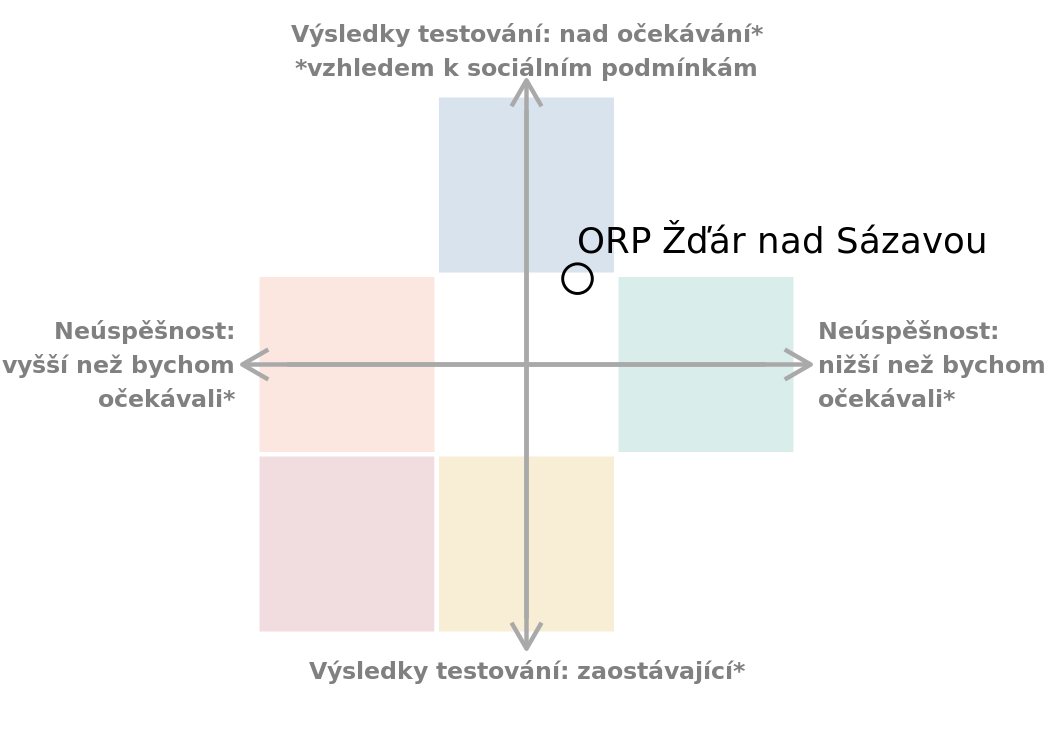 Výsledky testování: nad očekávání*
*vzhledem k sociálním podmínkám
ORP Žďár nad Sázavou
Neúspěšnost:
vyšší než bychom
očekávali*
Neúspěšnost:
nižší než bychom
očekávali*
Výsledky testování: zaostávající*